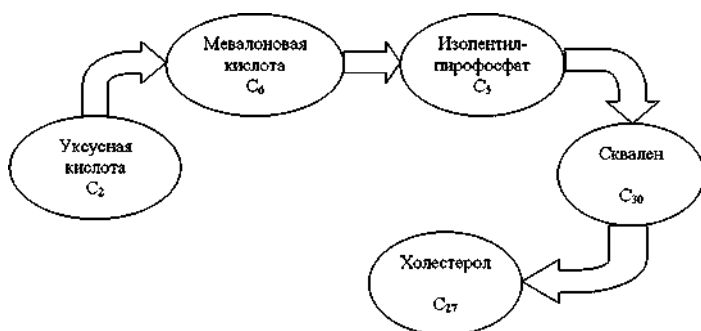 Уксусная
кислота
C2
Мевалоновая
кислота
C6
Изопентил-
пирофосфат
C5
Сквален
C30
Холестерол
C27